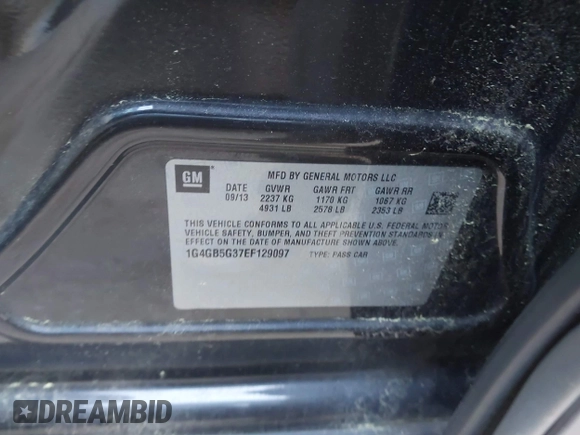 GM
MFD BY GENERAL MOTORS LLC
DATE GVWR GAWR FRT GAWR RR
09/13 2237 KG 1170 KG 1067 KG
4931 LB 2578 LB 2353 LB
THIS VEHICLE CONFORMS TO ALL APPLICABLE U.S. FEDERAL MOTOR
VEHICLE SAFETY, BUMPER, AND THEFT PREVENTION STANDARDS IN
EFFECT ON THE DATE OF MANUFACTURE SHOWN ABOVE.
1G4GB5G37EF129097 TYPE: PASS CAR
DREAMBID